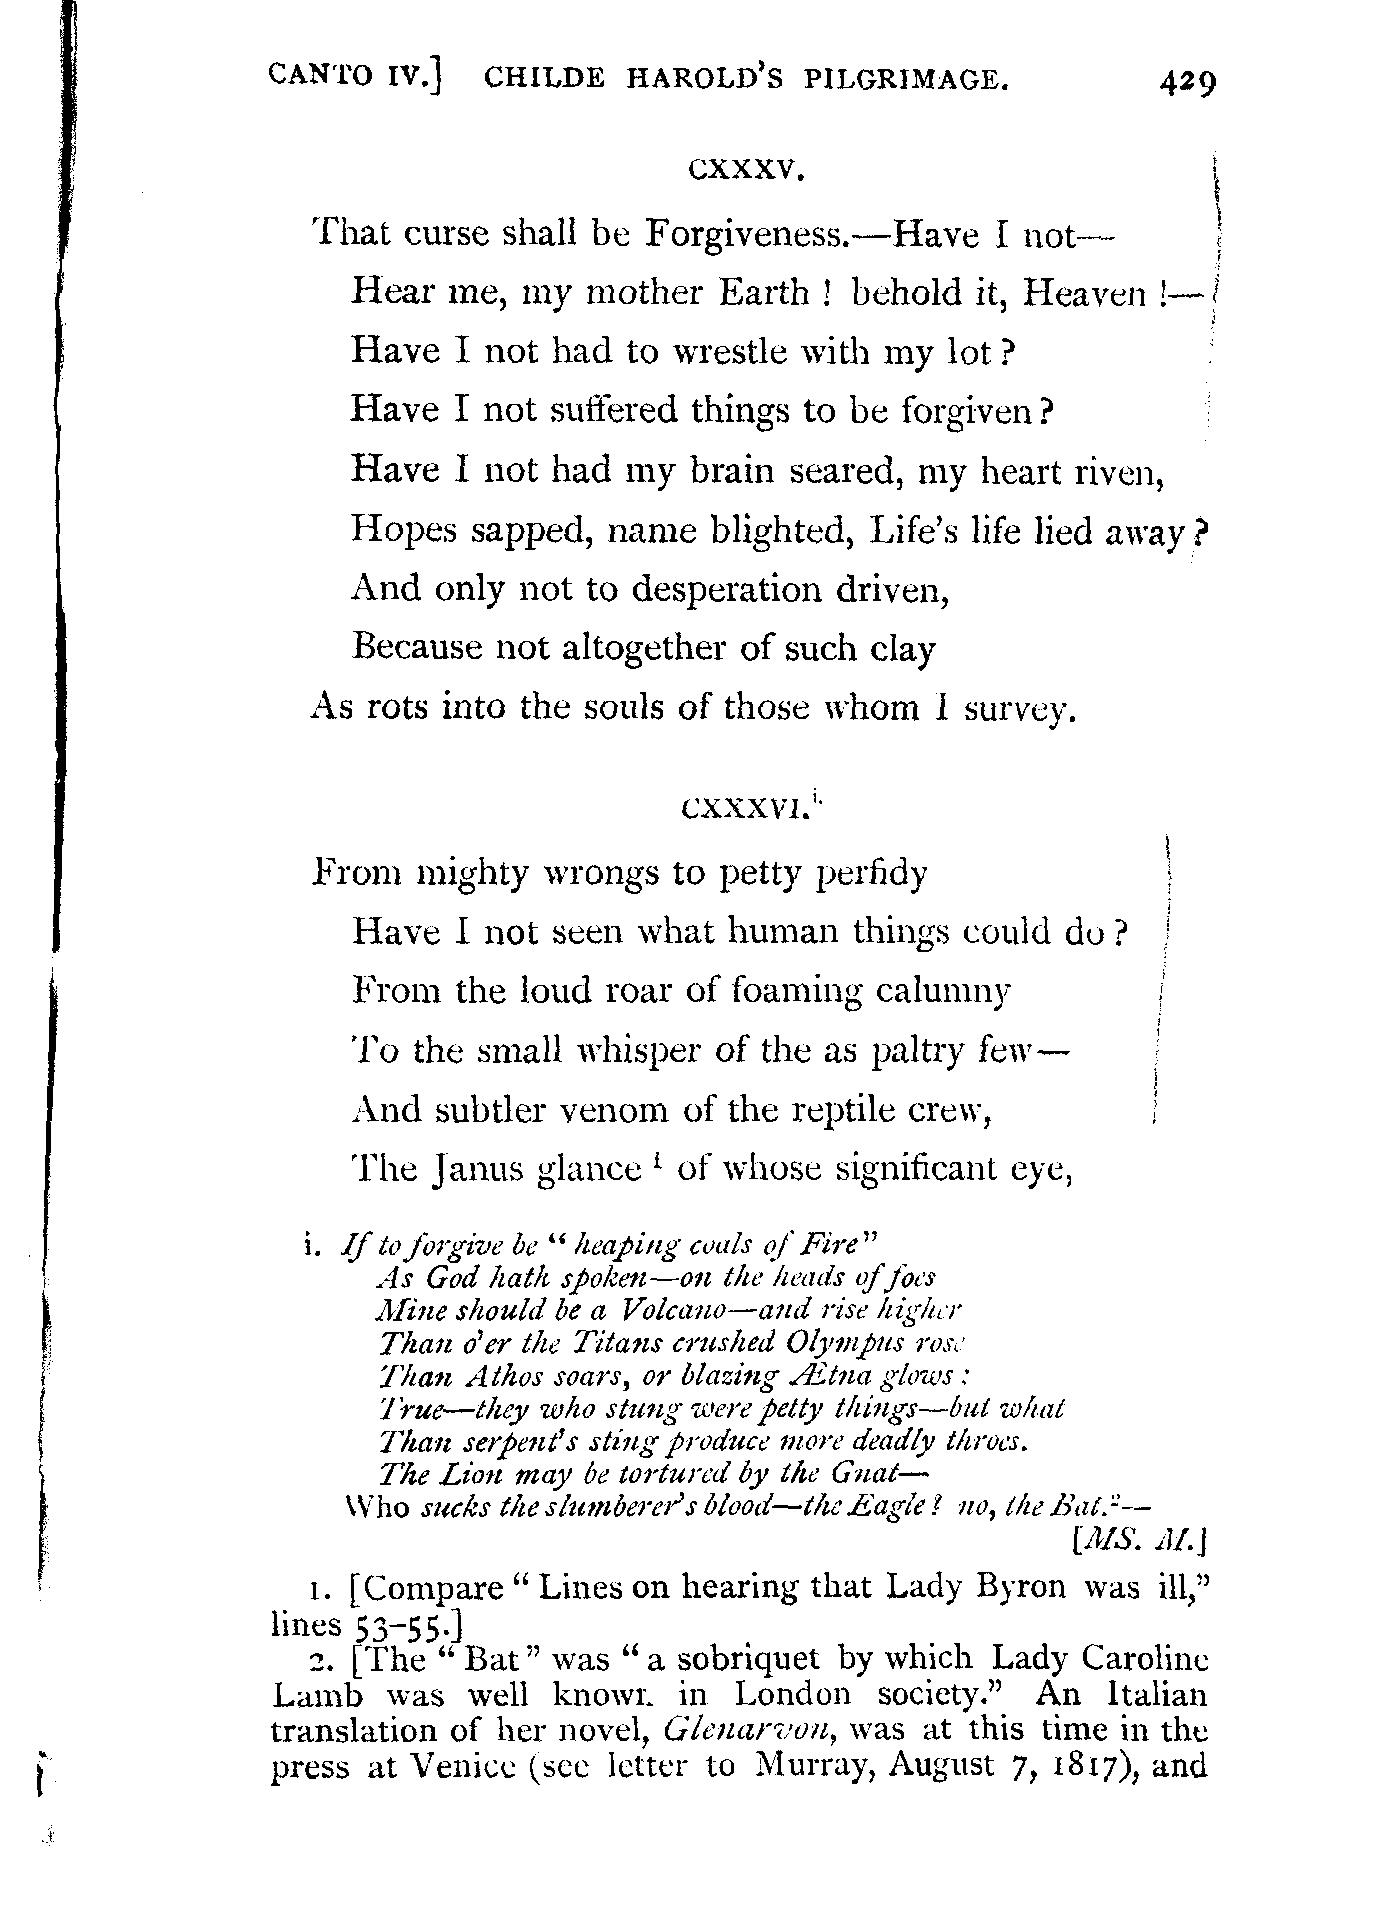 CANTO IV.] CHILDE HAROLD'S PILGRIMAGE. 429
CXXXV.
That curse shall be Forgiveness.—Have I not—
Hear me, my mother Earth ! behold it, Heaven !—
Have I not had to wrestle with my lot ?
Have I not suffered things to be forgiven ?
Have I not had my brain seared, my heart riven,
Hopes sapped, name blighted, Life's life lied away ?
And only not to desperation driven,
Because not altogether of such clay
As rots into the souls of those whom I survey.
CXXXVI.i.
From mighty wrongs to petty perfidy
Have I not seen what human things could do ?
From the loud roar of foaming calumny
To the small whisper of the as paltry few—
And subtler venom of the reptile crew,
The Janus glance 1 of whose significant eye,
i. If to forgive be " heaping coals of Fire"
As God hath spoken—on the heads of foes
Mine should be a Volcano—and rise higher
Than o'er the Titans crushed Olympus rose
Than Athos soars, or blazing Ætna glows :
True—they who stung were petty things—but what
Than serpent's sting produce more deadly throes.
The Lion may be tortured by the Gnat—
Who sucks the slumberer's blood—the Eagle ? no, the Bat.2—
[MS. M.]
1. [Compare " Lines on hearing that Lady Byron was ill,"
lines 53-55.]
2. [The " Bat " was " a sobriquet by which Lady Caroline
Lamb was well known in London society." An Italian
translation of her novel, Glenarvon, was at this time in the
press at Venice (see letter to Murray, August 7, 1817), and